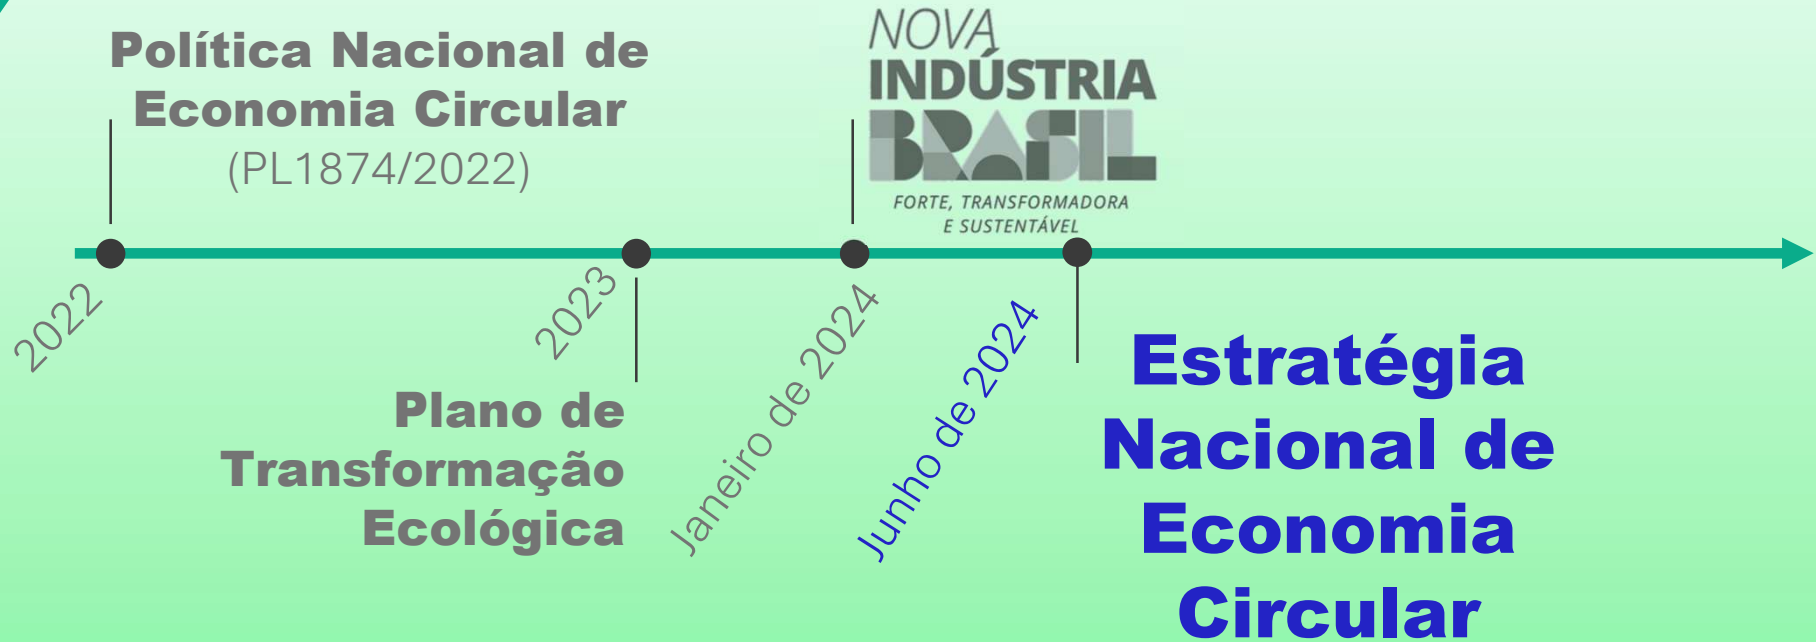 Política Nacional de
Economia Circular
(PL1874/2022)
NOVA
INDÚSTRIA
BRASIL
FORTE, TRANSFORMADORA
E SUSTENTÁVEL
2022
2023
Janeiro de 2024
Junho de 2024
Plano de
Transformação
Ecológica
Estratégia
Nacional de
Economia
Circular